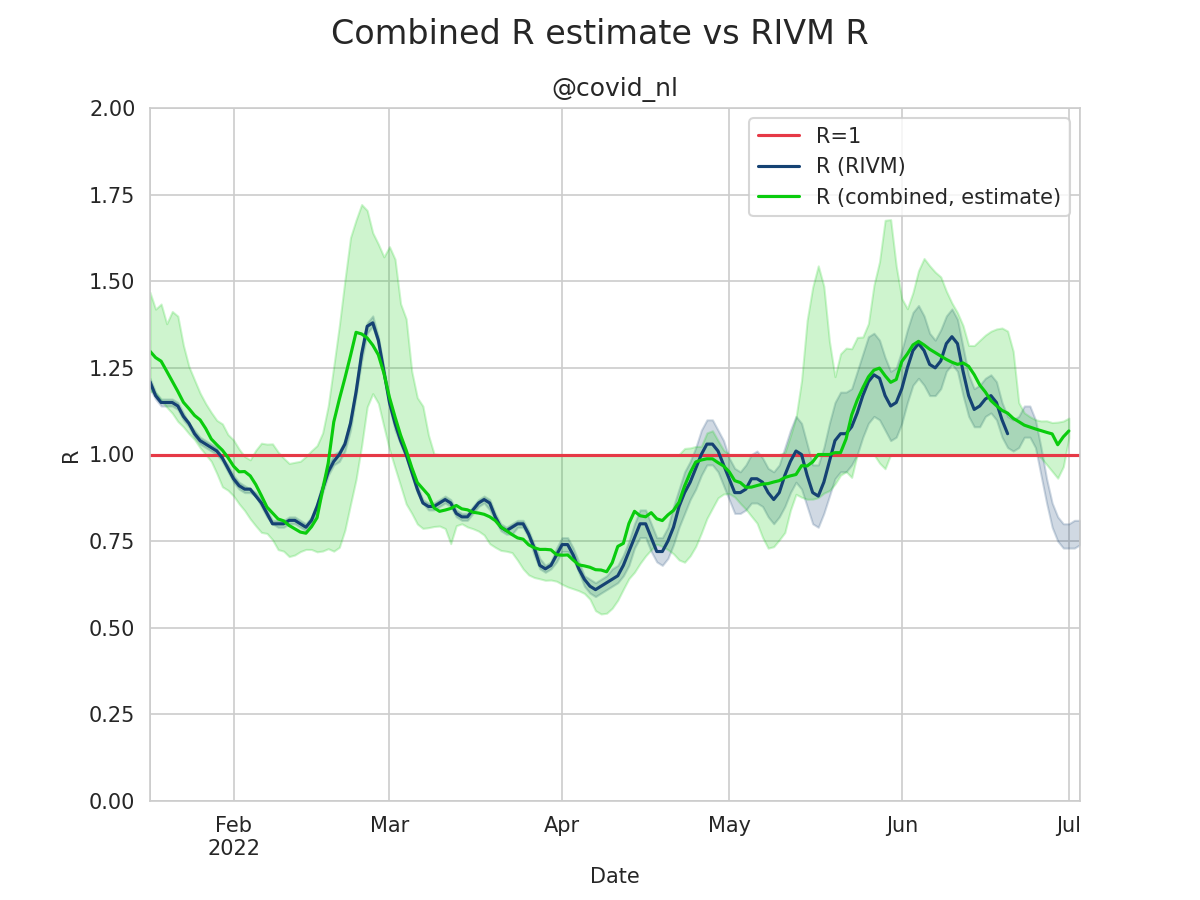 Combined R estimate vs RIVM R
@covid_nl
2.00
1.75
1.50
1.25
1.00
0.75
0.50
0.25
0.00
R
R=1
R (RIVM)
R (combined, estimate)
Feb Mar Apr May Jun Jul
2022
Date